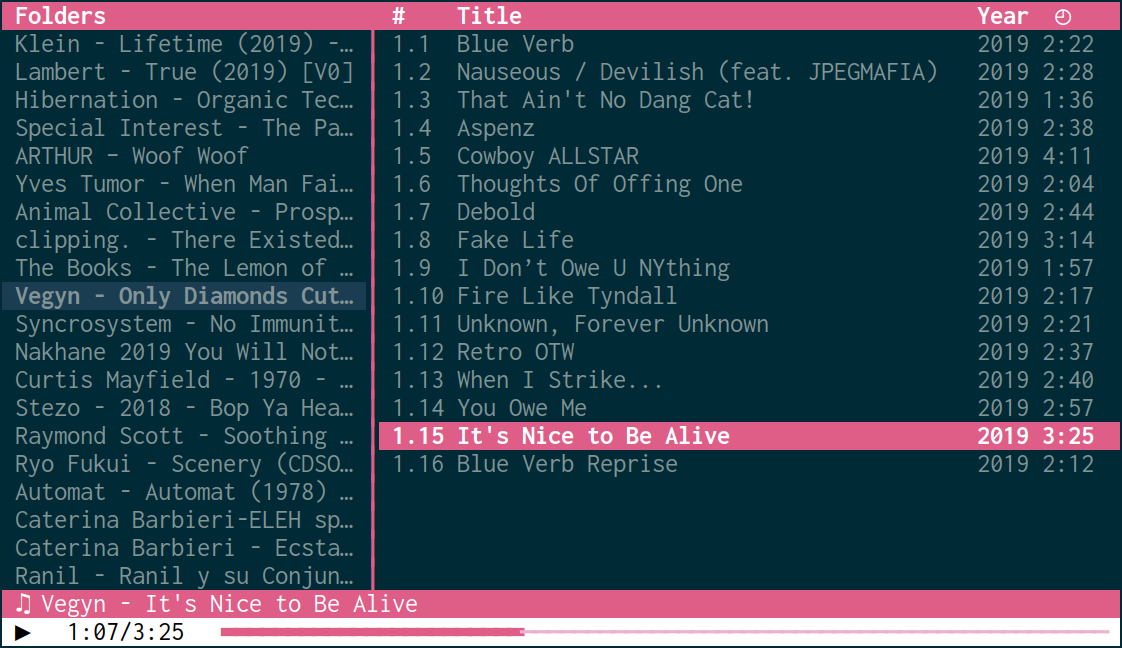 Folders
Klein - Lifetime (2019) -…
Lambert - True (2019) [V0]
Hibernation - Organic Tec…
Special Interest - The Pa…
ARTHUR – Woof Woof
Yves Tumor - When Man Fai…
Animal Collective - Prosp…
clipping. - There Existed…
The Books - The Lemon of …
Vegyn - Only Diamonds Cut…
Syncrosystem - No Immunit…
Nakhane 2019 You Will Not…
Curtis Mayfield - 1970 - …
Stezo - 2018 - Bop Ya Hea…
Raymond Scott - Soothing …
Ryo Fukui - Scenery (CDSO…
Automat - Automat (1978) …
Caterina Barbieri-ELEH sp…
Caterina Barbieri - Ecsta…
Ranil - Ranil y su Conjun…
# Title Year ◴
1.1 Blue Verb 2019 2:22
1.2 Nauseous / Devilish (feat. JPEGMAFIA) 2019 2:28
1.3 That Ain't No Dang Cat! 2019 1:36
1.4 Aspenz 2019 2:38
1.5 Cowboy ALLSTAR 2019 4:11
1.6 Thoughts Of Offing One 2019 2:04
1.7 Debold 2019 2:44
1.8 Fake Life 2019 3:14
1.9 I Don’t Owe U NYthing 2019 1:57
1.10 Fire Like Tyndall 2019 2:17
1.11 Unknown, Forever Unknown 2019 2:21
1.12 Retro OTW 2019 2:37
1.13 When I Strike... 2019 2:40
1.14 You Owe Me 2019 2:57
1.15 It's Nice to Be Alive 2019 3:25
1.16 Blue Verb Reprise 2019 2:12
♫ Vegyn - It's Nice to Be Alive
▶ 1:07/3:25